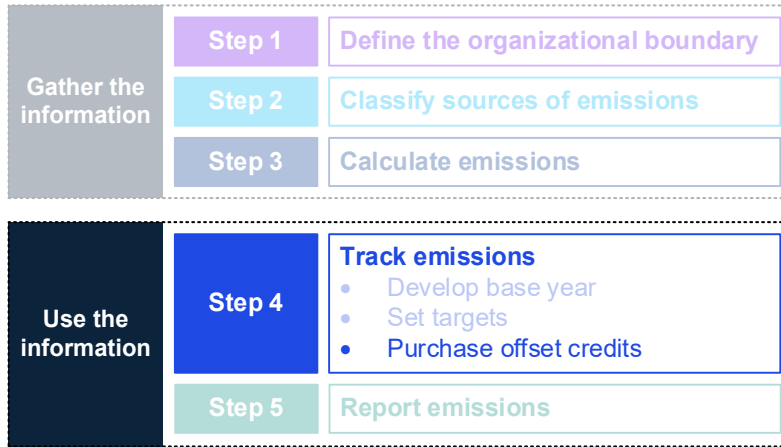 Gather the
information
Step 1
Define the organizational boundary
Step 2
Classify sources of emissions
Step 3
Calculate emissions
Use the
information
Step 4
Track emissions
• Develop base year
• Set targets
• Purchase offset credits
Step 5
Report emissions